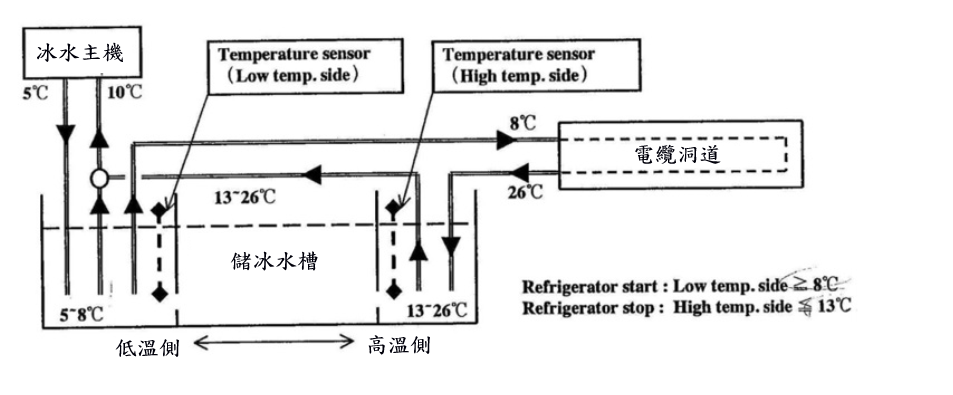 冰水主機
5℃
10℃
Temperature sensor
(Low temp. side)
Temperature sensor
(High temp. side)
8℃
電纜洞道
26℃
13~26℃
儲冰水槽
5~8℃
13~26℃
低溫側
高溫側
Refrigerator start : Low temp. side ≧ 8℃
Refrigerator stop : High temp. side ≦ 13℃